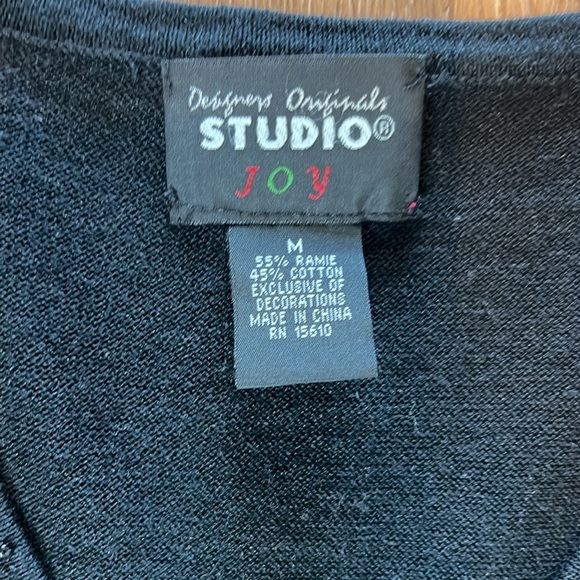 Designers Originals
STUDIO®
JOY
M
55% RAMIE
45% COTTON
EXCLUSIVE OF
DECORATIONS
MADE IN CHINA
RN 15610